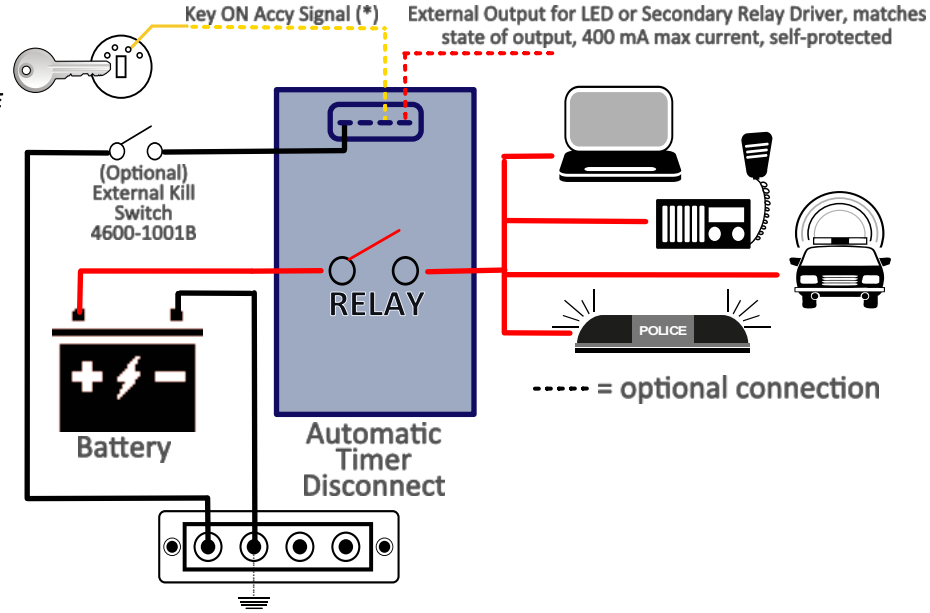 Key ON Accy Signal (*)
External Output for LED or Secondary Relay Driver, matches
state of output, 400 mA max current, self-protected
(Optional)
External Kill
Switch
4600-1001B
RELAY
POLICE
= optional connection
Battery
Automatic
Timer
Disconnect